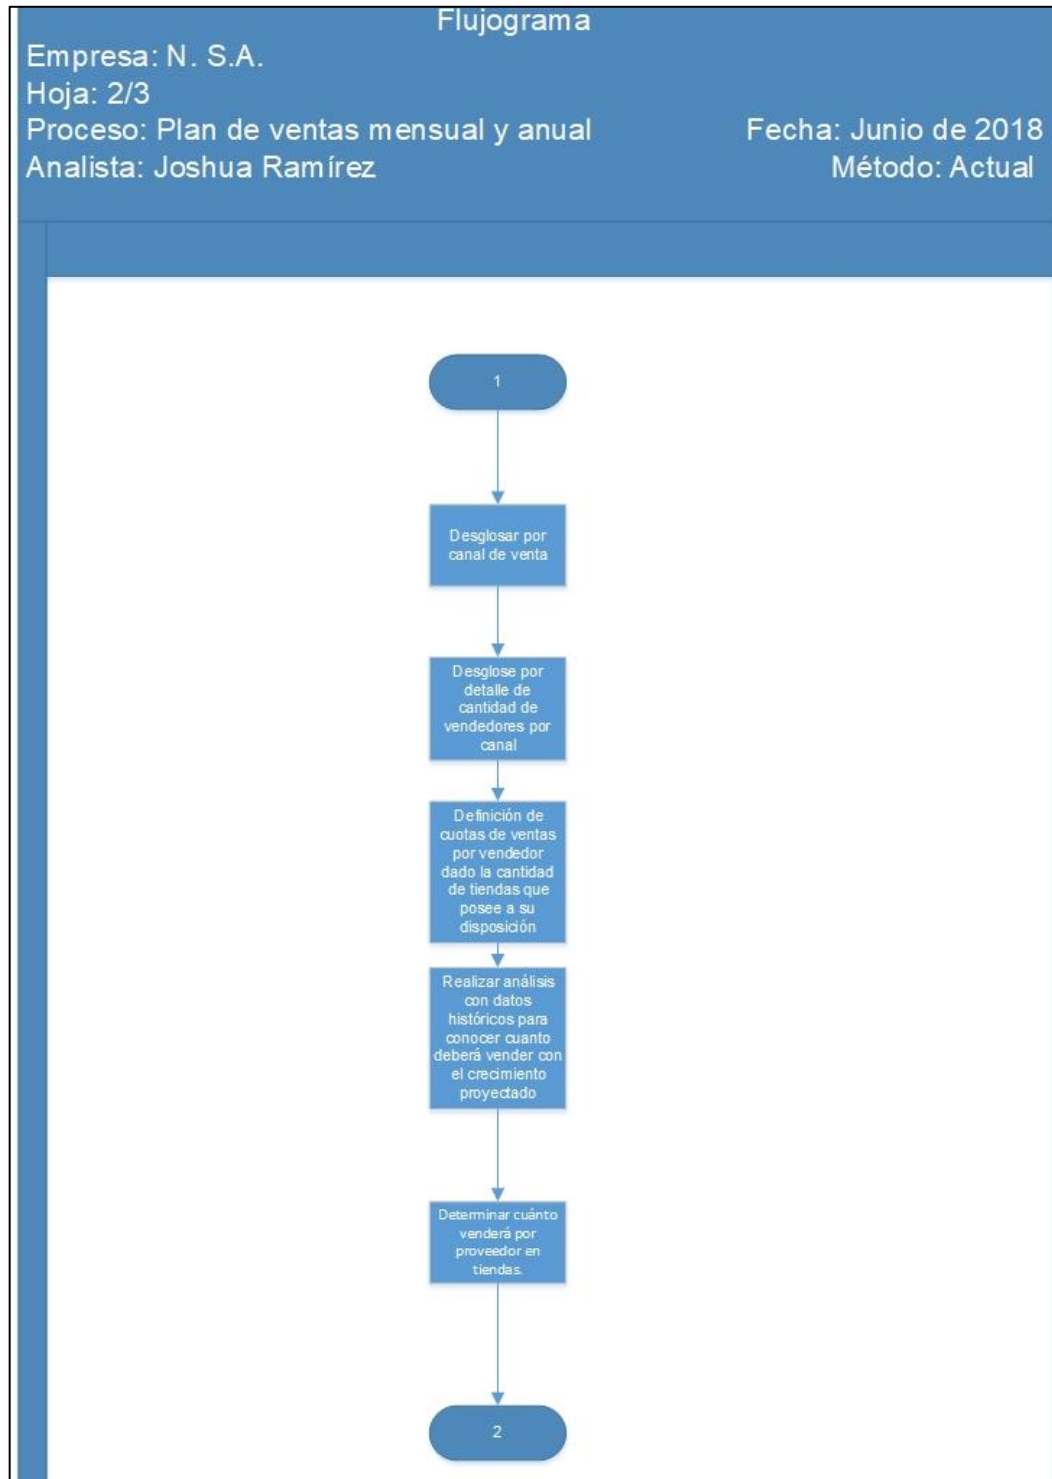 Flujograma
Empresa: N. S.A.
Hoja: 2/3
Proceso: Plan de ventas mensual y anual
Fecha: Junio de 2018
Analista: Joshua Ramírez
Método: Actual
1
Desglosar por
canal de venta
Desglose por
detalle de
cantidad de
vendedores por
canal
Definición de
cuotas de ventas
por vendedor
dado la cantidad
de tiendas que
posee a su
disposición
Realizar análisis
con datos
históricos para
conocer cuanto
deberá vender con
el crecimiento
proyectado
Determinar cuánto
venderá por
proveedor en
tiendas.
2